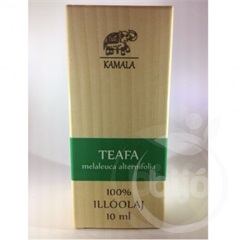 KAMALA
TEAFA
melaleuca alternifolia
100%
ILLÓOLAJ
10 ml